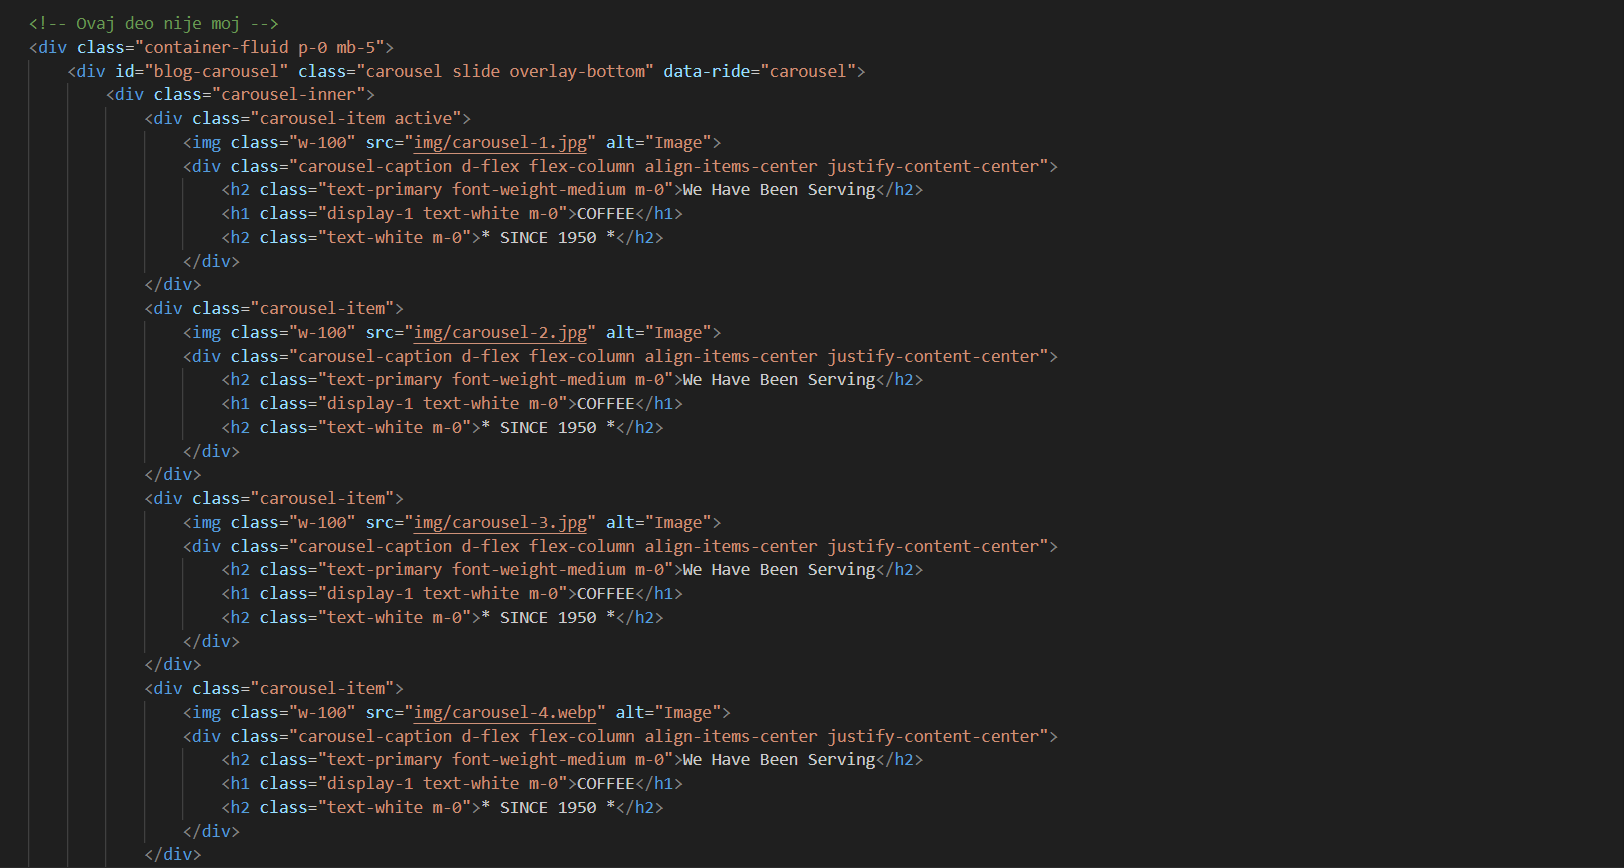 <!-- Ovaj deo nije moj -->
<div class="container-fluid p-0 mb-5">
<div id="blog-carousel" class="carousel slide overlay-bottom" data-ride="carousel">
<div class="carousel-inner">
<div class="carousel-item active">
<img class="w-100" src="img/carousel-1.jpg" alt="Image">
<div class="carousel-caption d-flex flex-column align-items-center justify-content-center">
<h2 class="text-primary font-weight-medium m-0">We Have Been Serving</h2>
<h1 class="display-1 text-white m-0">COFFEE</h1>
<h2 class="text-white m-0">* SINCE 1950 *</h2>
</div>
</div>
<div class="carousel-item">
<img class="w-100" src="img/carousel-2.jpg" alt="Image">
<div class="carousel-caption d-flex flex-column align-items-center justify-content-center">
<h2 class="text-primary font-weight-medium m-0">We Have Been Serving</h2>
<h1 class="display-1 text-white m-0">COFFEE</h1>
<h2 class="text-white m-0">* SINCE 1950 *</h2>
</div>
</div>
<div class="carousel-item">
<img class="w-100" src="img/carousel-3.jpg" alt="Image">
<div class="carousel-caption d-flex flex-column align-items-center justify-content-center">
<h2 class="text-primary font-weight-medium m-0">We Have Been Serving</h2>
<h1 class="display-1 text-white m-0">COFFEE</h1>
<h2 class="text-white m-0">* SINCE 1950 *</h2>
</div>
</div>
<div class="carousel-item">
<img class="w-100" src="img/carousel-4.webp" alt="Image">
<div class="carousel-caption d-flex flex-column align-items-center justify-content-center">
<h2 class="text-primary font-weight-medium m-0">We Have Been Serving</h2>
<h1 class="display-1 text-white m-0">COFFEE</h1>
<h2 class="text-white m-0">* SINCE 1950 *</h2>
</div>
</div>